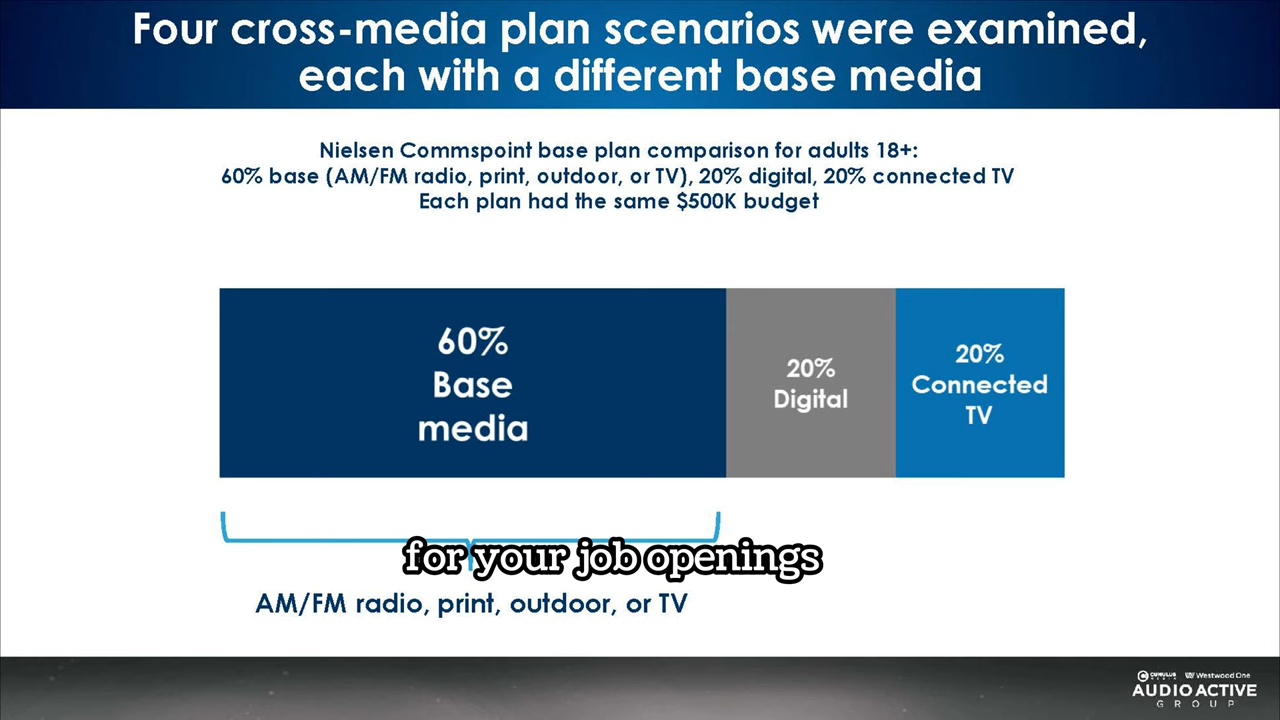 Four cross-media plan scenarios were examined,
each with a different base media
Nielsen Commspoint base plan comparison for adults 18+:
60% base (AM/FM radio, print, outdoor, or TV), 20% digital, 20% connected TV
Each plan had the same $500K budget
60%
Base
media
20%
Digital
20%
Connected
TV
for your job openings
AM/FM radio, print, outdoor, or TV
CUMULUS MEDIA Westwood One
AUDIO ACTIVE
GROUP